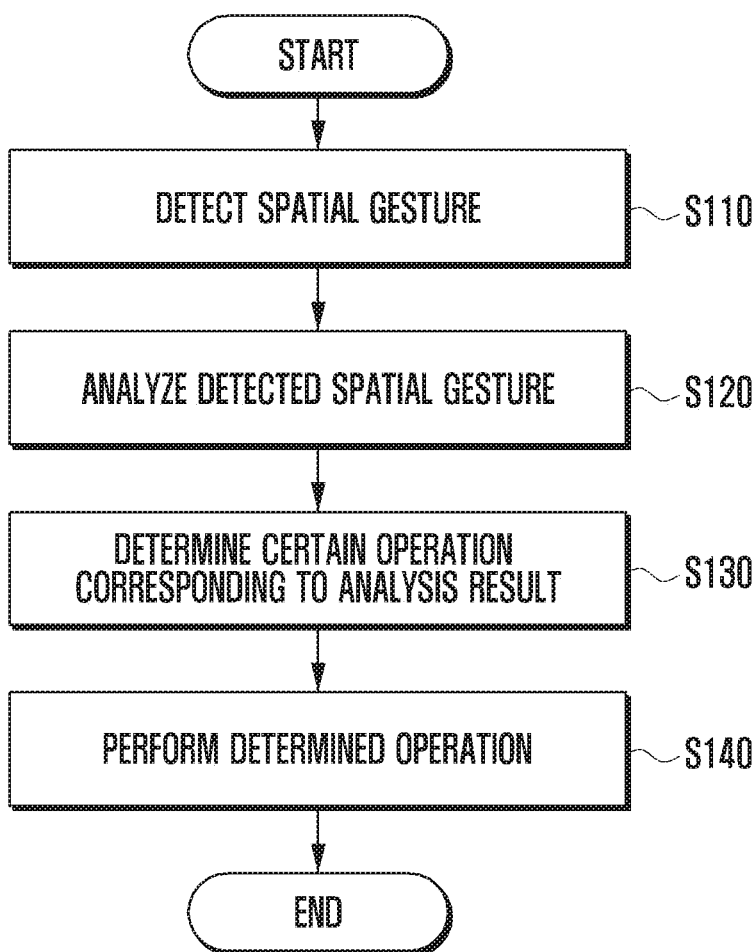 START
DETECT SPATIAL GESTURE
S110
ANALYZE DETECTED SPATIAL GESTURE
S120
DETERMINE CERTAIN OPERATION
CORRESPONDING TO ANALYSIS RESULT
S130
PERFORM DETERMINED OPERATION
S140
END